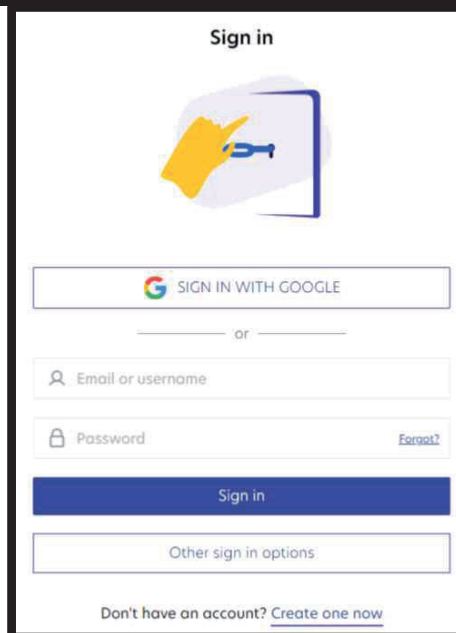 Sign in
SIGN IN WITH GOOGLE
or
Email or username
Password
Forgot?
Sign in
Other sign in options
Don't have an account? Create one now